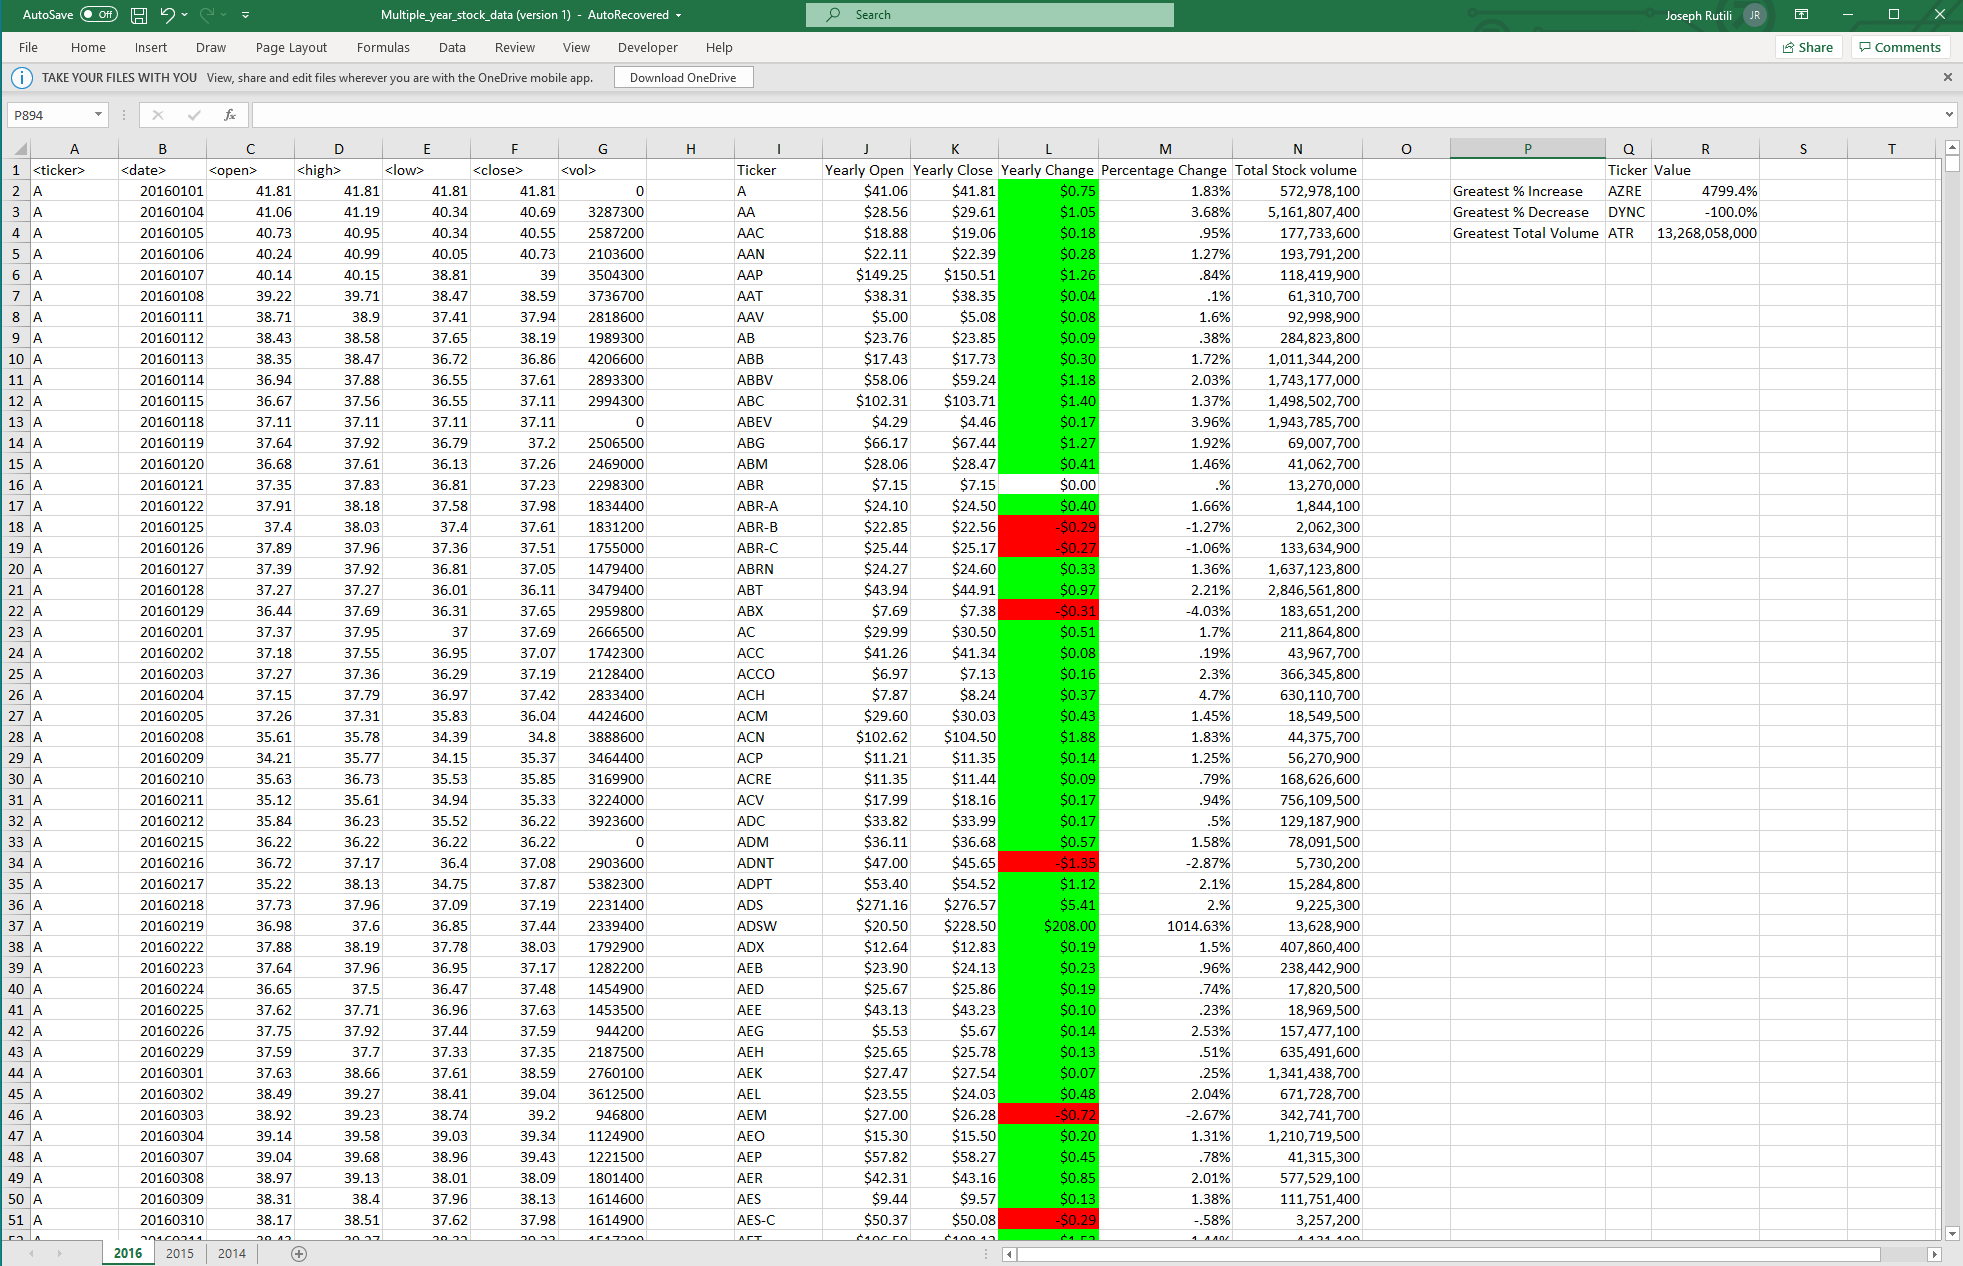 AutoSave Off Multiple_year_stock_data (version 1) - AutoRecovered Search Joseph Rutili JR
File Home Insert Draw Page Layout Formulas Data Review View Developer Help Share Comments
TAKE YOUR FILES WITH YOU View, share and edit files wherever you are with the OneDrive mobile app. Download OneDrive
P894 fx
A B C D E F G H I J K L M N O P Q R S T
1 <ticker> <date> <open> <high> <low> <close> <vol> Ticker Yearly Open Yearly Close Yearly Change Percentage Change Total Stock volume Ticker Value
2 A 20160101 41.81 41.81 41.81 41.81 0 A $41.06 $41.81 $0.75 1.83% 572,978,100 Greatest % Increase AZRE 4799.4%
3 A 20160104 41.06 41.19 40.34 40.69 3287300 AA $28.56 $29.61 $1.05 3.68% 5,161,807,400 Greatest % Decrease DYNC -100.0%
4 A 20160105 40.73 40.95 40.34 40.55 2587200 AAC $18.88 $19.06 $0.18 .95% 177,733,600 Greatest Total Volume ATR 13,268,058,000
5 A 20160106 40.24 40.99 40.05 40.73 2103600 AAN $22.11 $22.39 $0.28 1.27% 193,791,200
6 A 20160107 40.14 40.15 38.81 39 3504300 AAP $149.25 $150.51 $1.26 .84% 118,419,900
7 A 20160108 39.22 39.71 38.47 38.59 3736700 AAT $38.31 $38.35 $0.04 .1% 61,310,700
8 A 20160111 38.71 38.9 37.41 37.94 2818600 AAV $5.00 $5.08 $0.08 1.6% 92,998,900
9 A 20160112 38.43 38.58 37.65 38.19 1989300 AB $23.76 $23.85 $0.09 .38% 284,823,800
10 A 20160113 38.35 38.47 36.72 36.86 4206600 ABB $17.43 $17.73 $0.30 1.72% 1,011,344,200
11 A 20160114 36.94 37.88 36.55 37.61 2893300 ABBV $58.06 $59.24 $1.18 2.03% 1,743,177,000
12 A 20160115 36.67 37.56 36.55 37.11 2994300 ABC $102.31 $103.71 $1.40 1.37% 1,498,502,700
13 A 20160118 37.11 37.11 37.11 37.11 0 ABEV $4.29 $4.46 $0.17 3.96% 1,943,785,700
14 A 20160119 37.64 37.92 36.79 37.2 2506500 ABG $66.17 $67.44 $1.27 1.92% 69,007,700
15 A 20160120 36.68 37.61 36.13 37.26 2469000 ABM $28.06 $28.47 $0.41 1.46% 41,062,700
16 A 20160121 37.35 37.83 36.81 37.23 2298300 ABR $7.15 $7.15 $0.00 .% 13,270,000
17 A 20160122 37.91 38.18 37.58 37.98 1834400 ABR-A $24.10 $24.50 $0.40 1.66% 1,844,100
18 A 20160125 37.4 38.03 37.4 37.61 1831200 ABR-B $22.85 $22.56 -$0.29 -1.27% 2,062,300
19 A 20160126 37.89 37.96 37.36 37.51 1755000 ABR-C $25.44 $25.17 -$0.27 -1.06% 133,634,900
20 A 20160127 37.39 37.92 36.81 37.05 1479400 ABRN $24.27 $24.60 $0.33 1.36% 1,637,123,800
21 A 20160128 37.27 37.27 36.01 36.11 3479400 ABT $43.94 $44.91 $0.97 2.21% 2,846,561,800
22 A 20160129 36.44 37.69 36.31 37.65 2959800 ABX $7.69 $7.38 -$0.31 -4.03% 183,651,200
23 A 20160201 37.37 37.95 37 37.69 2666500 AC $29.99 $30.50 $0.51 1.7% 211,864,800
24 A 20160202 37.18 37.55 36.95 37.07 1742300 ACC $41.26 $41.34 $0.08 .19% 43,967,700
25 A 20160203 37.27 37.36 36.29 37.19 2128400 ACCO $6.97 $7.13 $0.16 2.3% 366,345,800
26 A 20160204 37.15 37.79 36.97 37.42 2833400 ACH $7.87 $8.24 $0.37 4.7% 630,110,700
27 A 20160205 37.26 37.31 35.83 36.04 4424600 ACM $29.60 $30.03 $0.43 1.45% 18,549,500
28 A 20160208 35.61 35.78 34.39 34.8 3888600 ACN $102.62 $104.50 $1.88 1.83% 44,375,700
29 A 20160209 34.21 35.77 34.15 35.37 3464400 ACP $11.21 $11.35 $0.14 1.25% 56,270,900
30 A 20160210 35.63 36.73 35.53 35.85 3169900 ACRE $11.35 $11.44 $0.09 .79% 168,626,600
31 A 20160211 35.12 35.61 34.94 35.33 3224000 ACV $17.99 $18.16 $0.17 .94% 756,109,500
32 A 20160212 35.84 36.23 35.52 36.22 3923600 ADC $33.82 $33.99 $0.17 .5% 129,187,900
33 A 20160215 36.22 36.22 36.22 36.22 0 ADM $36.11 $36.68 $0.57 1.58% 78,091,500
34 A 20160216 36.72 37.17 36.4 37.08 2903600 ADNT $47.00 $45.65 -$1.35 -2.87% 5,730,200
35 A 20160217 35.22 38.13 34.75 37.87 5382300 ADPT $53.40 $54.52 $1.12 2.1% 15,284,800
36 A 20160218 37.73 37.96 37.09 37.19 2231400 ADS $271.16 $276.57 $5.41 2.% 9,225,300
37 A 20160219 36.98 37.6 36.85 37.44 2339400 ADSW $20.50 $228.50 $208.00 1014.63% 13,628,900
38 A 20160222 37.88 38.19 37.78 38.03 1792900 ADX $12.64 $12.83 $0.19 1.5% 407,860,400
39 A 20160223 37.64 37.96 36.95 37.17 1282200 AEB $23.90 $24.13 $0.23 .96% 238,442,900
40 A 20160224 36.65 37.5 36.47 37.48 1454900 AED $25.67 $25.86 $0.19 .74% 17,820,500
41 A 20160225 37.62 37.71 36.96 37.63 1453500 AEE $43.13 $43.23 $0.10 .23% 18,969,500
42 A 20160226 37.75 37.92 37.44 37.59 944200 AEG $5.53 $5.67 $0.14 2.53% 157,477,100
43 A 20160229 37.59 37.7 37.33 37.35 2187500 AEH $25.65 $25.78 $0.13 .51% 635,491,600
44 A 20160301 37.63 38.66 37.61 38.59 2760100 AEK $27.47 $27.54 $0.07 .25% 1,341,438,700
45 A 20160302 38.49 39.27 38.41 39.04 3612500 AEL $23.55 $24.03 $0.48 2.04% 671,728,700
46 A 20160303 38.92 39.23 38.74 39.2 946800 AEM $27.00 $26.28 -$0.72 -2.67% 342,741,700
47 A 20160304 39.14 39.58 39.03 39.34 1124900 AEO $15.30 $15.50 $0.20 1.31% 1,210,719,500
48 A 20160307 39.04 39.68 38.96 39.43 1221500 AEP $57.82 $58.27 $0.45 .78% 41,315,300
49 A 20160308 38.97 39.13 38.01 38.09 1801400 AER $42.31 $43.16 $0.85 2.01% 577,529,100
50 A 20160309 38.31 38.4 37.96 38.13 1614600 AES $9.44 $9.57 $0.13 1.38% 111,751,400
51 A 20160310 38.17 38.51 37.62 37.98 1614900 AES-C $50.37 $50.08 -$0.29 -.58% 3,257,200
2016 2015 2014